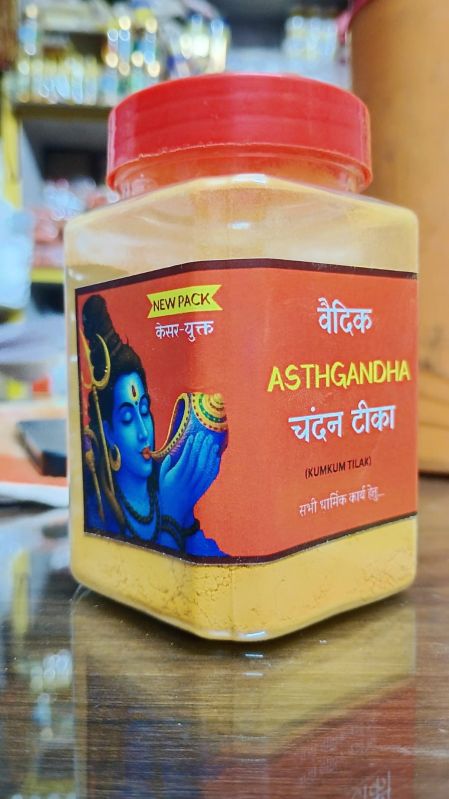 NEW PACK
केसर-युक्त
वैदिक
ASTHGANDHA
चंदन टीका
(KUMKUM TILAK)
सभी धार्मिक कार्य हेतु...